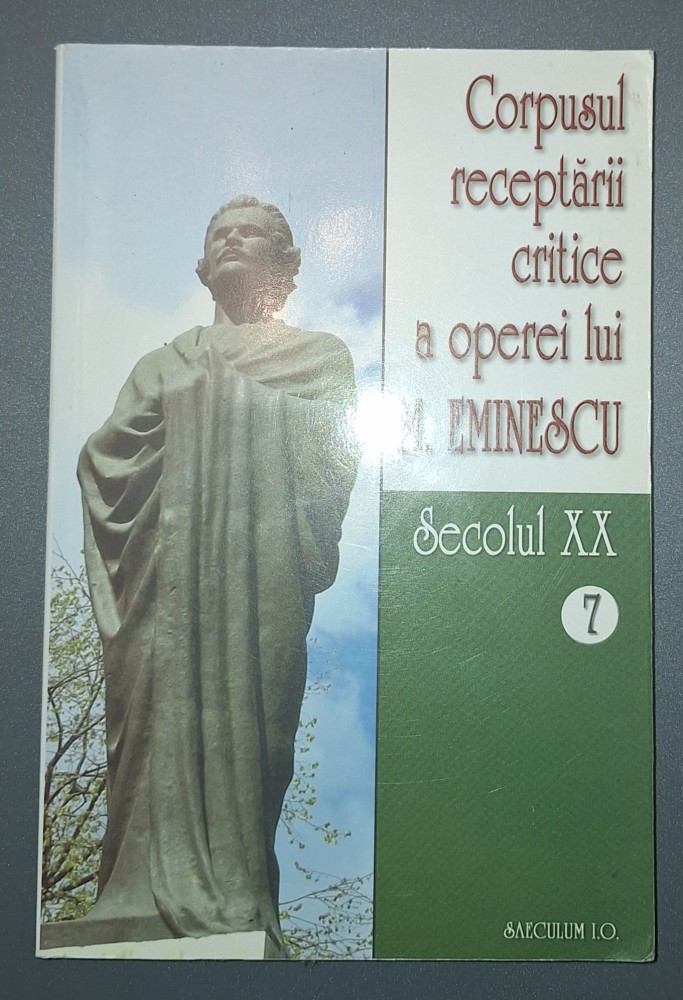 Corpusul
receptării
critice
a operei lui
M. EMINESCU
Secolul XX
7
SAECULUM I.O.